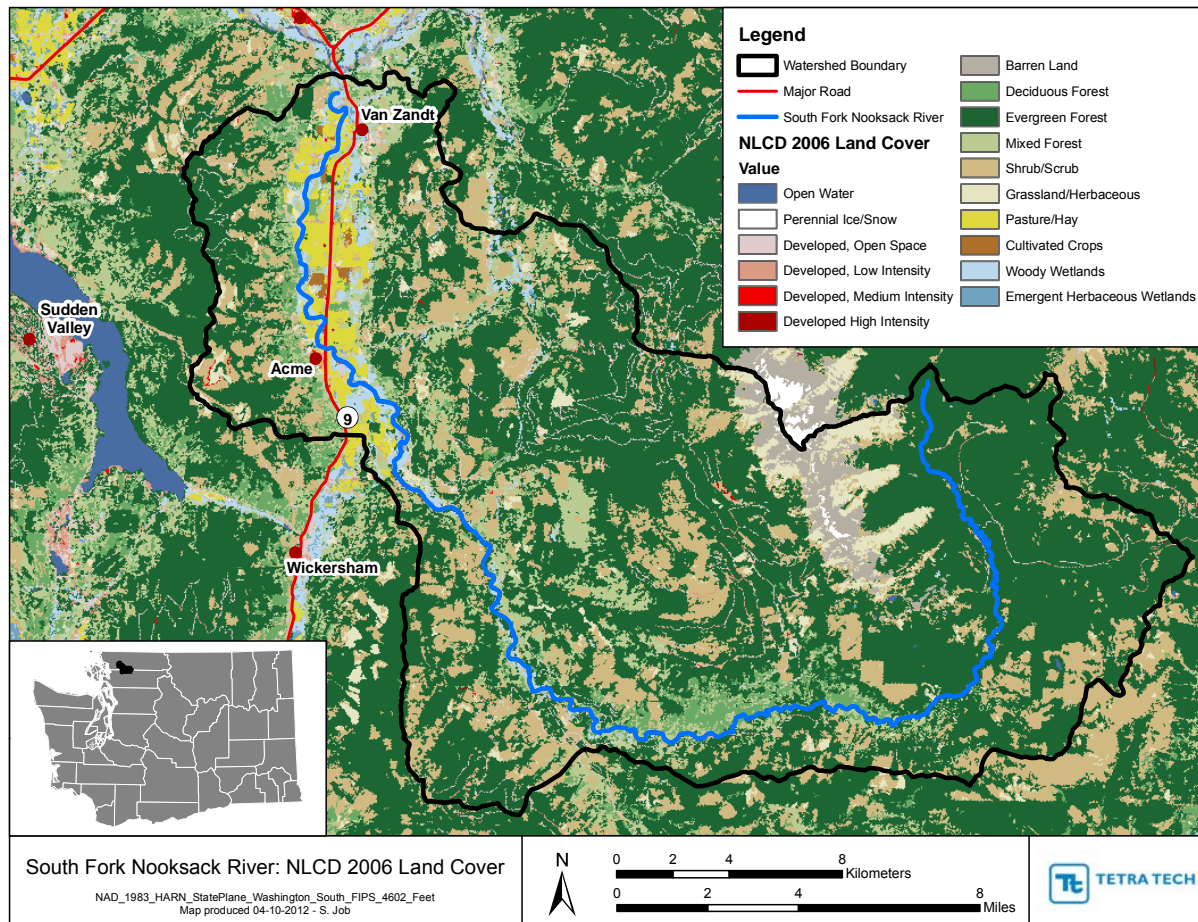 Legend
Watershed Boundary
Major Road
South Fork Nooksack River
NLCD 2006 Land Cover
Value
Open Water
Perennial Ice/Snow
Developed, Open Space
Developed, Low Intensity
Developed, Medium Intensity
Developed High Intensity
Barren Land
Deciduous Forest
Evergreen Forest
Mixed Forest
Shrub/Scrub
Grassland/Herbaceous
Pasture/Hay
Cultivated Crops
Woody Wetlands
Emergent Herbaceous Wetlands
Van Zandt
Sudden
Valley
Acme
9
Wickersham
South Fork Nooksack River: NLCD 2006 Land Cover
NAD_1983_HARN_StatePlane_Washington_South_FIPS_4602_Feet
Map produced 04-10-2012 - S. Job
N
0 2 4 8
Kilometers
0 2 4 8
Miles
Tt TETRA TECH